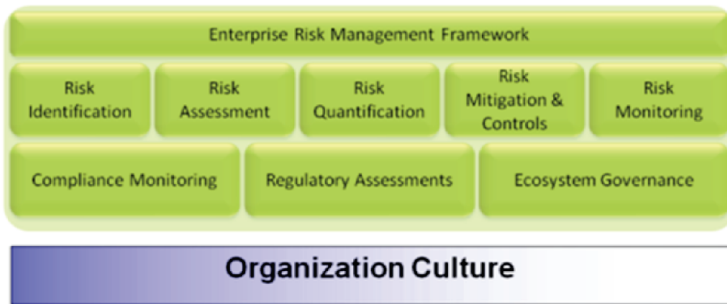 Enterprise Risk Management Framework
Risk
Identification
Risk
Assessment
Risk
Quantification
Risk
Mitigation &
Controls
Risk
Monitoring
Compliance Monitoring
Regulatory Assessments
Ecosystem Governance
Organization Culture